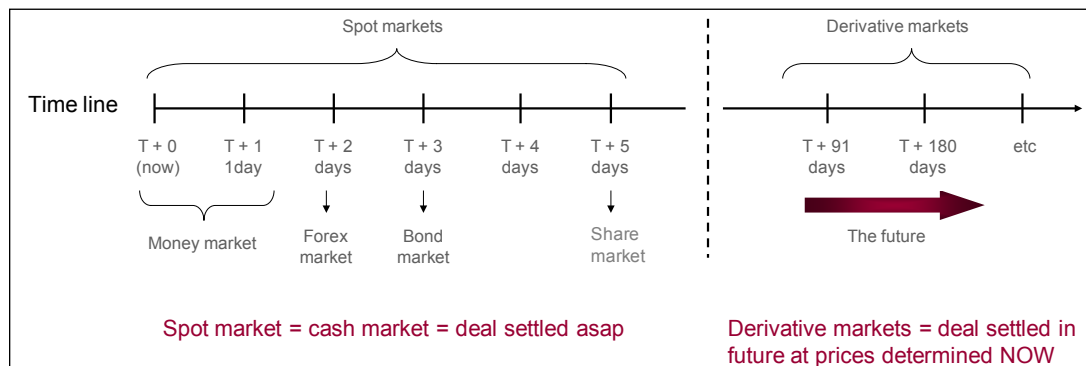 Spot markets
Derivative markets
Time line
T + 0
(now)
T + 1
1day
T + 2
days
T + 3
days
T + 4
days
T + 5
days
T + 91
days
T + 180
days
etc
Money market
Forex
market
Bond
market
Share
market
The future
Spot market = cash market = deal settled asap
Derivative markets = deal settled in
future at prices determined NOW